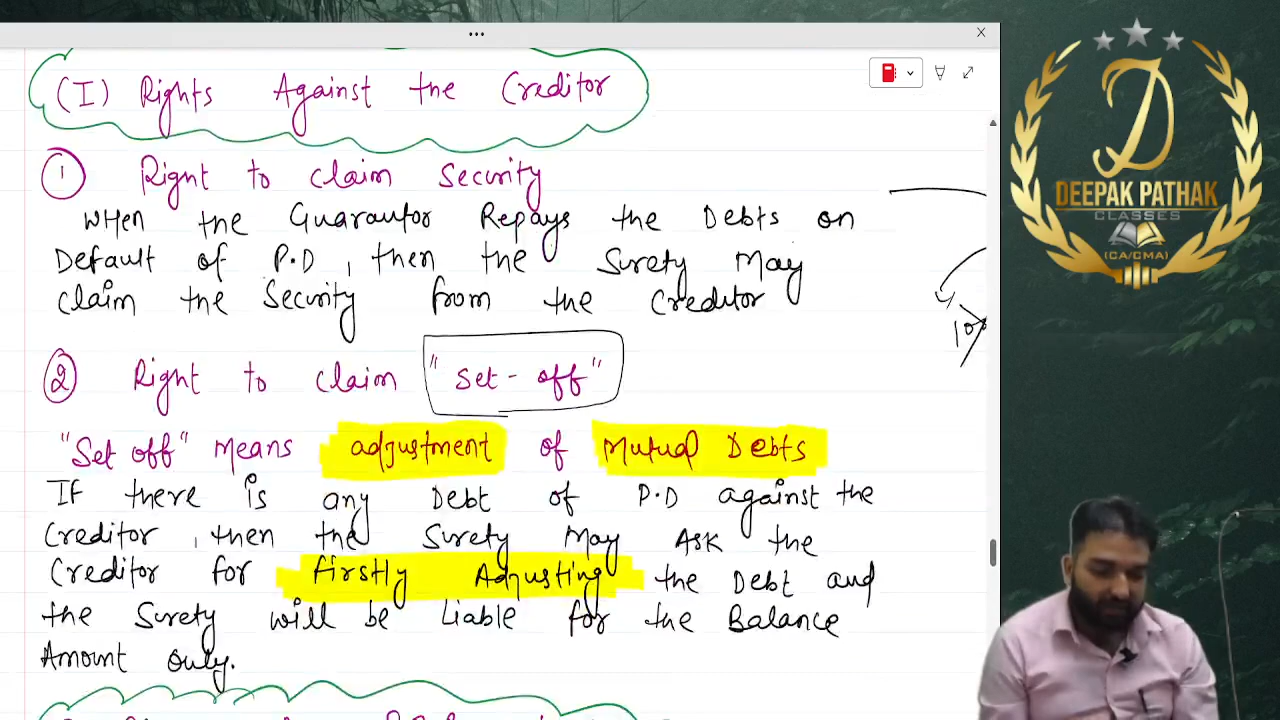 (I) Rights Against the Creditor
① Right to claim Security
When the Guarantor Repays the Debts on
Default of P.D, then the Surety May
claim the Security from the Creditor
② Right to claim "Set-off"
"Set off" means adjustment of Mutual Debts
If there is any Debt of P.D against the
Creditor, then the Surety May Ask the
Creditor for firstly Adjusting the Debt and
the Surety will be Liable for the Balance
Amount only.
D
DEEPAK PATHAK
CLASSES
(CA/CMA)